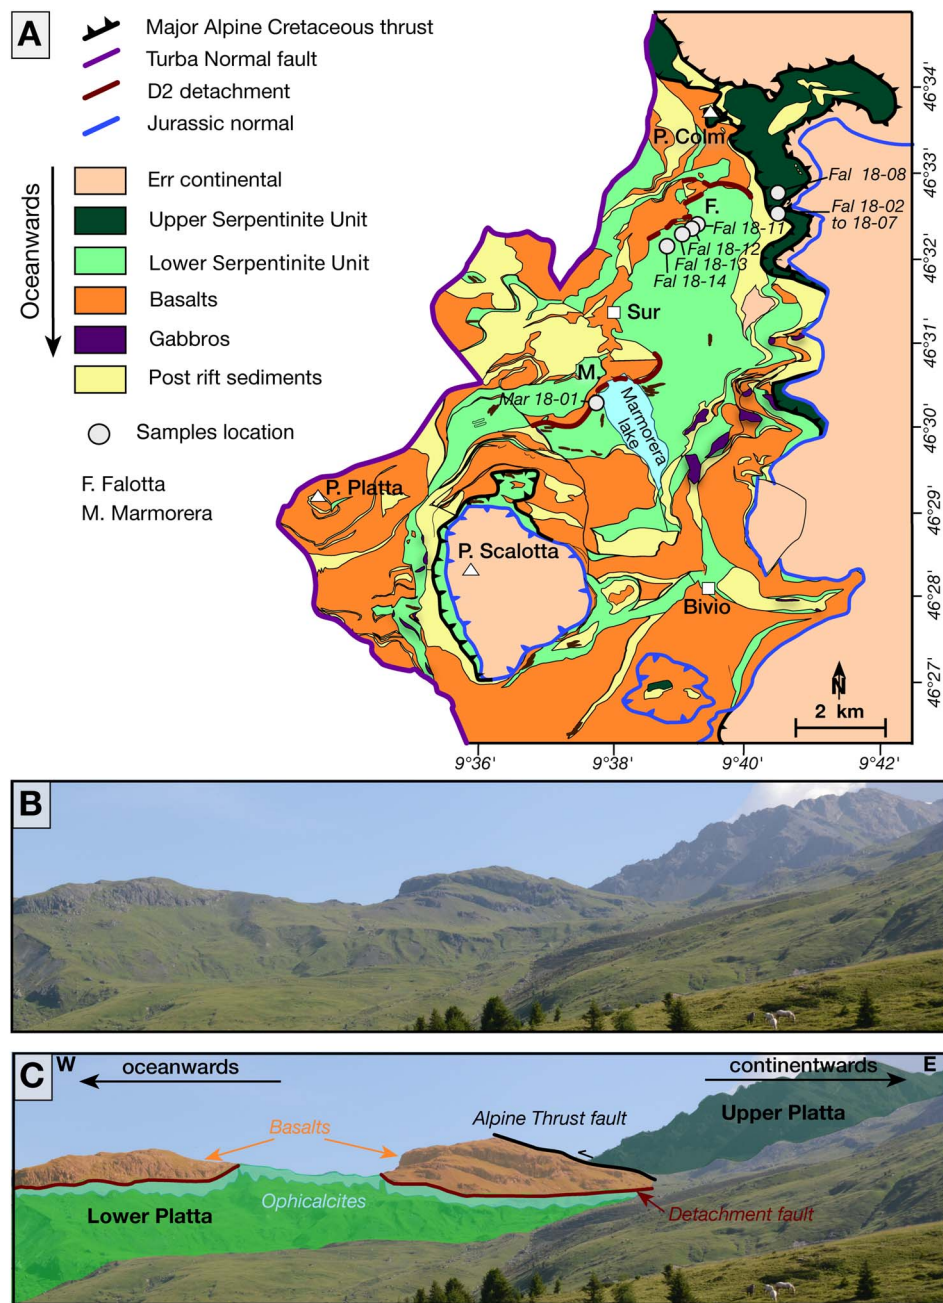 A
Major Alpine Cretaceous thrust
Turba Normal fault
D2 detachment
Jurassic normal
Oceanwards
Err continental
Upper Serpentinite Unit
Lower Serpentinite Unit
Basalts
Gabbros
Post rift sediments
Samples location
F. Falotta
M. Marmorera
P. Colm
Fal 18-08
Fal 18-02
to 18-07
F.
Fal 18-11
Fal 18-12
Fal 18-13
Fal 18-14
Sur
M.
Mar 18-01
Marmorera
lake
P. Platta
P. Scalotta
Bivio
N
2 km
46°34'
46°33'
46°32'
46°31'
46°30'
46°29'
46°28'
46°27'
9°36'
9°38'
9°40'
9°42'
B
C
W
oceanwards
continentwards
E
Alpine Thrust fault
Upper Platta
Basalts
Ophicalcites
Lower Platta
Detachment fault